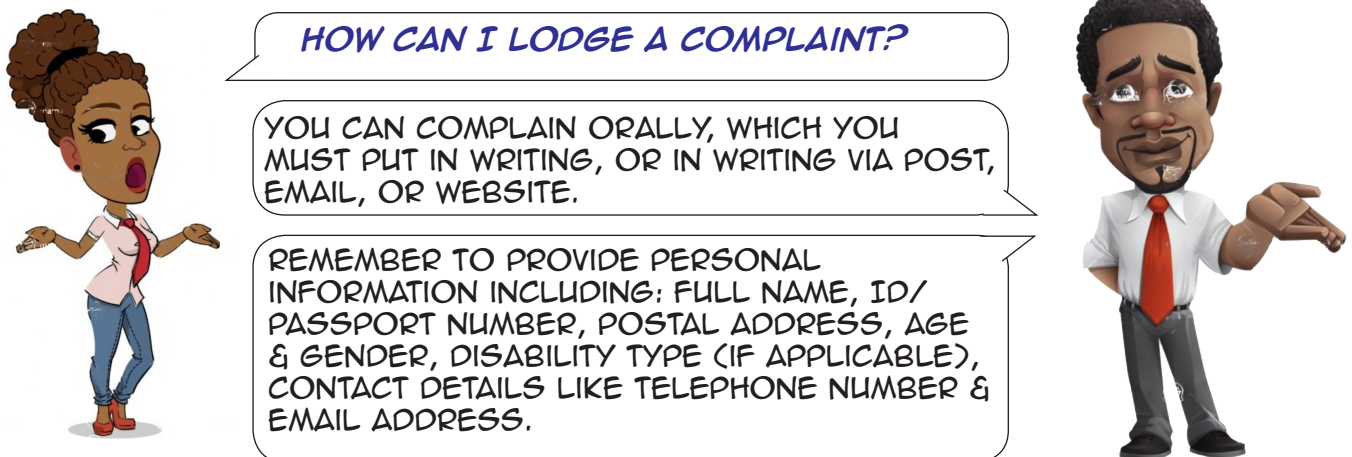 HOW CAN I LODGE A COMPLAINT?
YOU CAN COMPLAIN ORALLY, WHICH YOU
MUST PUT IN WRITING, OR IN WRITING VIA POST,
EMAIL, OR WEBSITE.
REMEMBER TO PROVIDE PERSONAL
INFORMATION INCLUDING: FULL NAME, ID/
PASSPORT NUMBER, POSTAL ADDRESS, AGE
& GENDER, DISABILITY TYPE (IF APPLICABLE),
CONTACT DETAILS LIKE TELEPHONE NUMBER &
EMAIL ADDRESS.